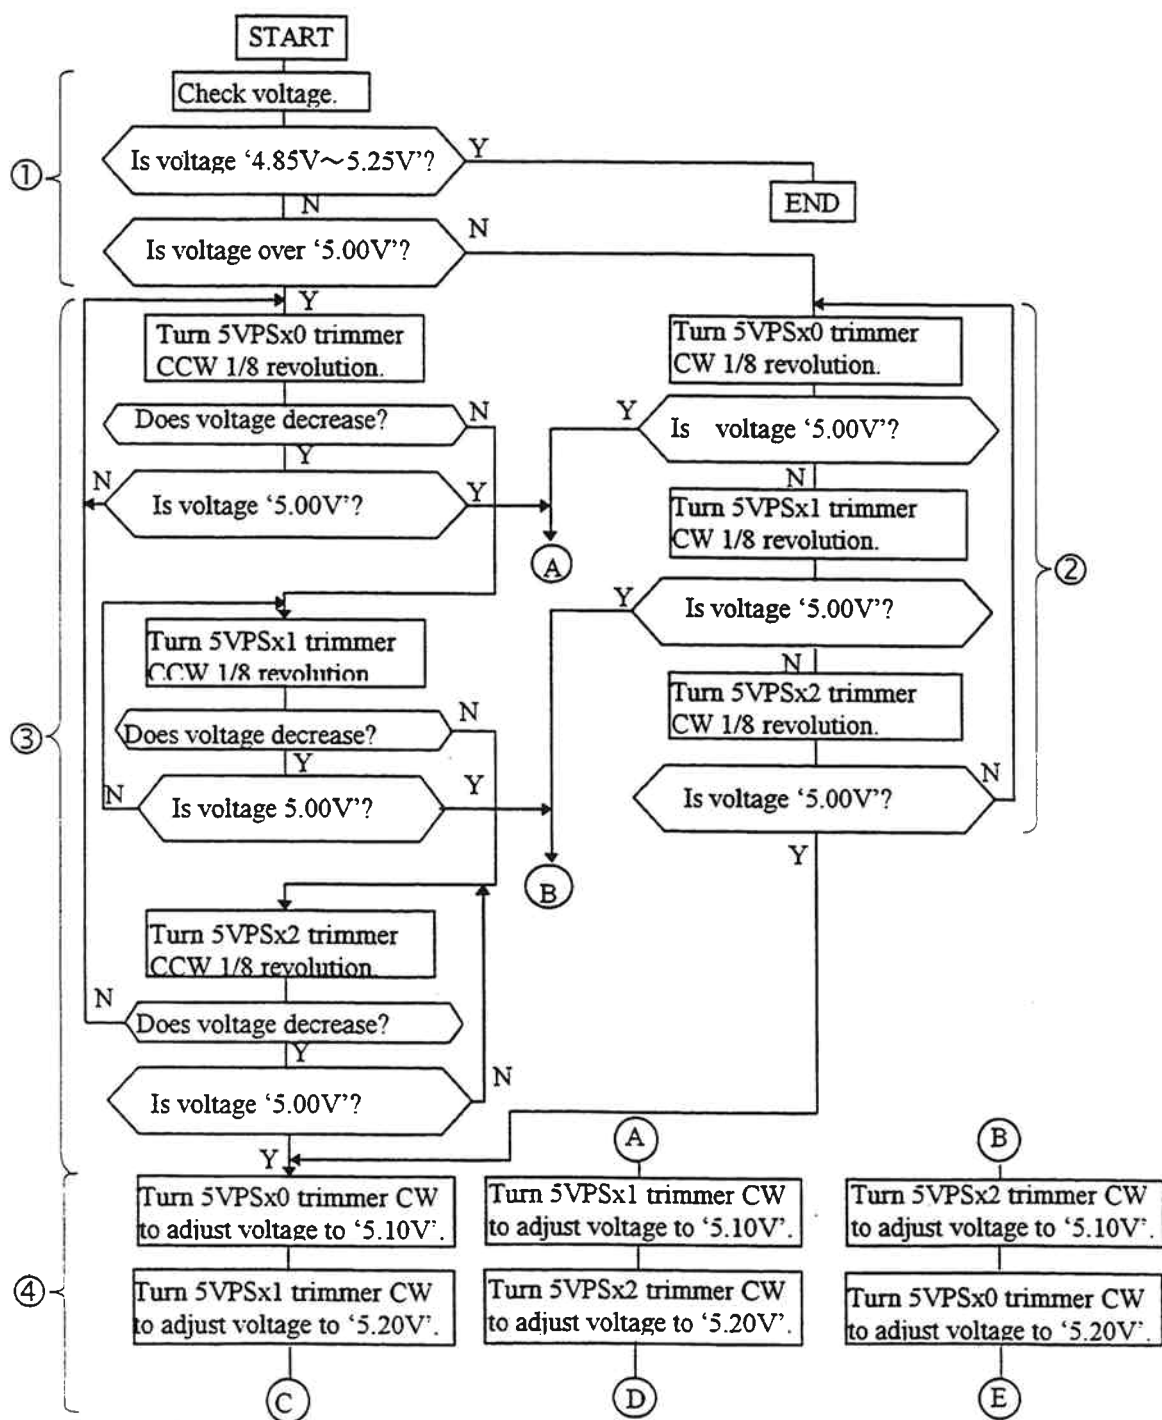 START
Check voltage.
①
Is voltage ‘4.85V～5.25V’?
Y
END
N
Is voltage over ‘5.00V’?
N
Y
③
Turn 5VPSx0 trimmer
CCW 1/8 revolution.
Does voltage decrease?
N
Y
N
Is voltage ‘5.00V’?
Y
A
Turn 5VPSx1 trimmer
CCW 1/8 revolution
Does voltage decrease?
N
Y
N
Is voltage 5.00V’?
Y
B
Turn 5VPSx2 trimmer
CCW 1/8 revolution.
N
Does voltage decrease?
Y
Is voltage ‘5.00V’?
N
Y
②
Turn 5VPSx0 trimmer
CW 1/8 revolution.
Y
Is voltage ‘5.00V’?
N
Turn 5VPSx1 trimmer
CW 1/8 revolution.
Y
Is voltage ‘5.00V’?
N
Turn 5VPSx2 trimmer
CW 1/8 revolution.
Is voltage ‘5.00V’?
N
Y
④
Turn 5VPSx0 trimmer CW
to adjust voltage to ‘5.10V’.
Turn 5VPSx1 trimmer CW
to adjust voltage to ‘5.20V’.
C
A
Turn 5VPSx1 trimmer CW
to adjust voltage to ‘5.10V’.
Turn 5VPSx2 trimmer CW
to adjust voltage to ‘5.20V’.
D
B
Turn 5VPSx2 trimmer CW
to adjust voltage to ‘5.10V’.
Turn 5VPSx0 trimmer CW
to adjust voltage to ‘5.20V’.
E